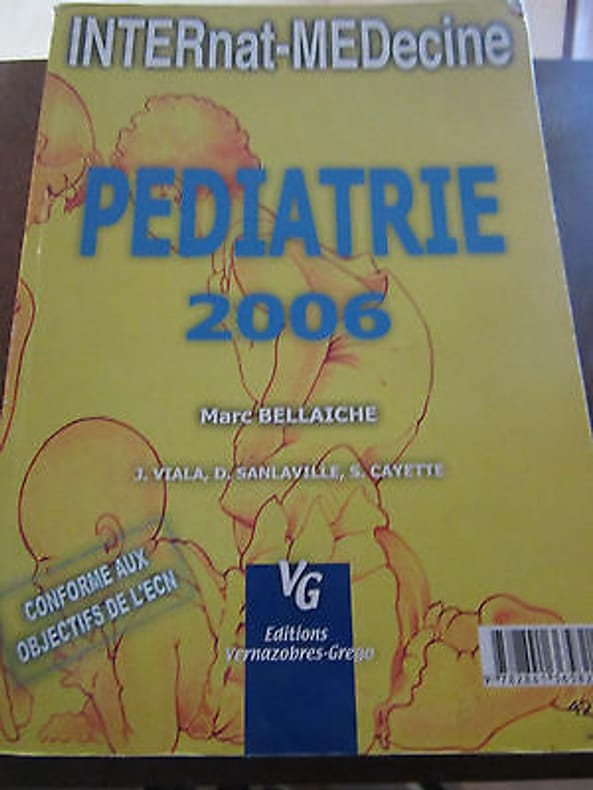 INTERnat-MEDecine
PEDIATRIE
2006
Marc BELLAICHE
J. VIALA, D. SANLAVILLE, S. CAYETTE
CONFORME AUX
OBJECTIFS DE L'ECN
VG
Editions
Vernazobres-Grego